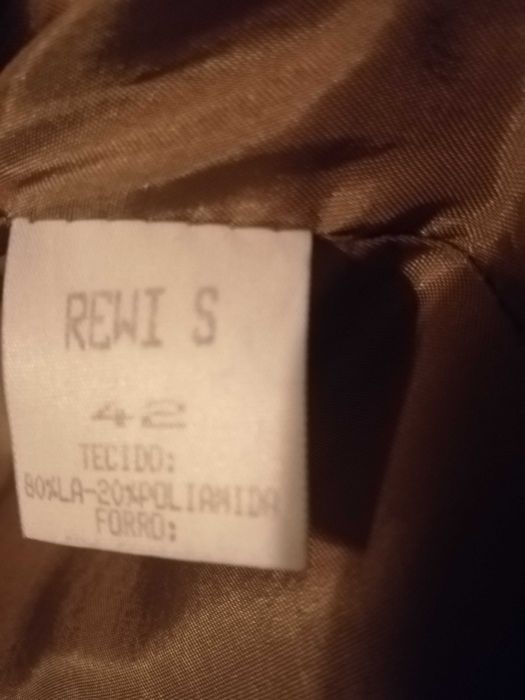 REWI S
42
TECIDO:
80%LA-20%POLIAMIDA
FORRO: